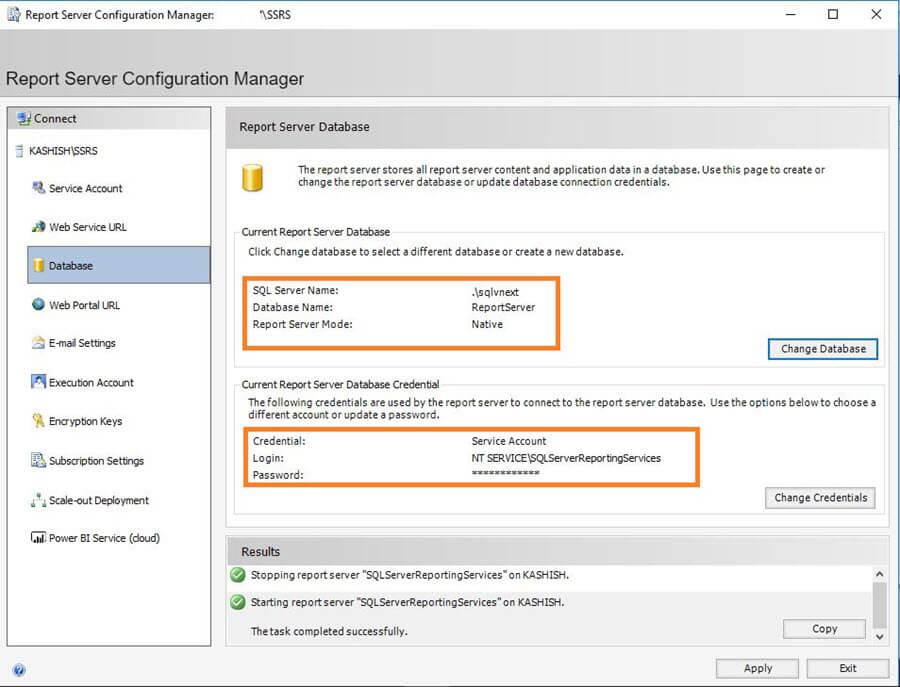 Report Server Configuration Manager: '\SSRS
Report Server Configuration Manager
Connect
KASHISH\SSRS
Service Account
Web Service URL
Database
Web Portal URL
E-mail Settings
Execution Account
Encryption Keys
Subscription Settings
Scale-out Deployment
Power BI Service (cloud)
Report Server Database
The report server stores all report server content and application data in a database. Use this page to create or
change the report server database or update database connection credentials.
Current Report Server Database
Click Change database to select a different database or create a new database.
SQL Server Name: .\sqlvnext
Database Name: ReportServer
Report Server Mode: Native
Change Database
Current Report Server Database Credential
The following credentials are used by the report server to connect to the report server database. Use the options below to choose a
different account or update a password.
Credential: Service Account
Login: NT SERVICE\SQLServerReportingServices
Password: ************
Change Credentials
Results
Stopping report server "SQLServerReportingServices" on KASHISH.
Starting report server "SQLServerReportingServices" on KASHISH.
The task completed successfully.
Copy
Apply Exit